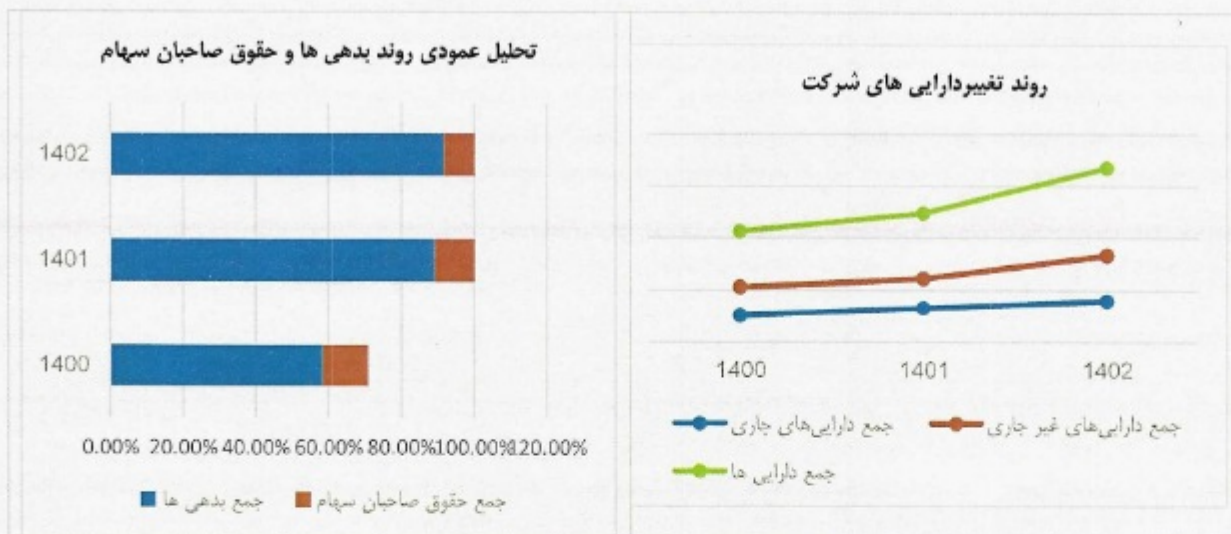 تحلیل عمودی روند بدهی ها و حقوق صاحبان سهام
1402
1401
1400
0.00% 20.00% 40.00% 60.00% 80.00% 100.00% 120.00%
جمع بدهی ها جمع حقوق صاحبان سهام
روند تغییردارایی های شرکت
1400 1401 1402
جمع دارایی‌های جاری جمع دارایی‌های غیر جاری
جمع دارایی ها